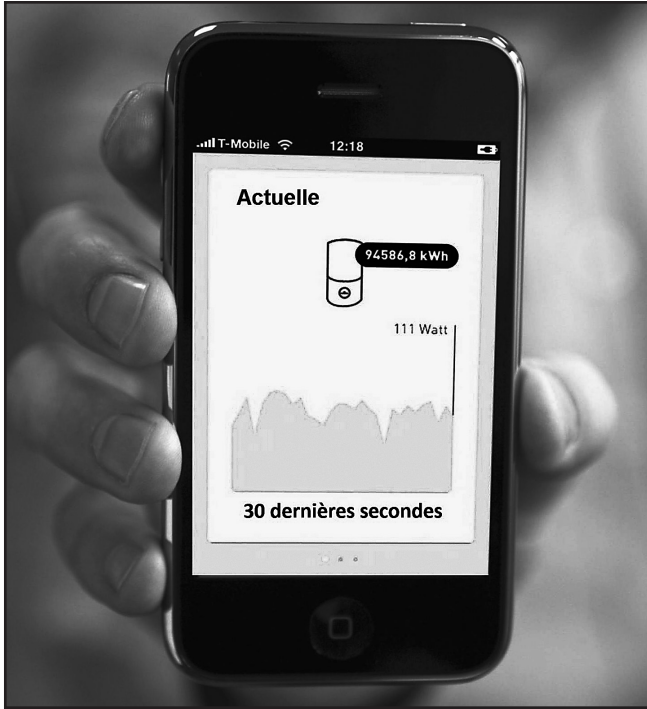 T-Mobile 12:18
Actuelle
94586,8 kWh
111 Watt
30 dernières secondes